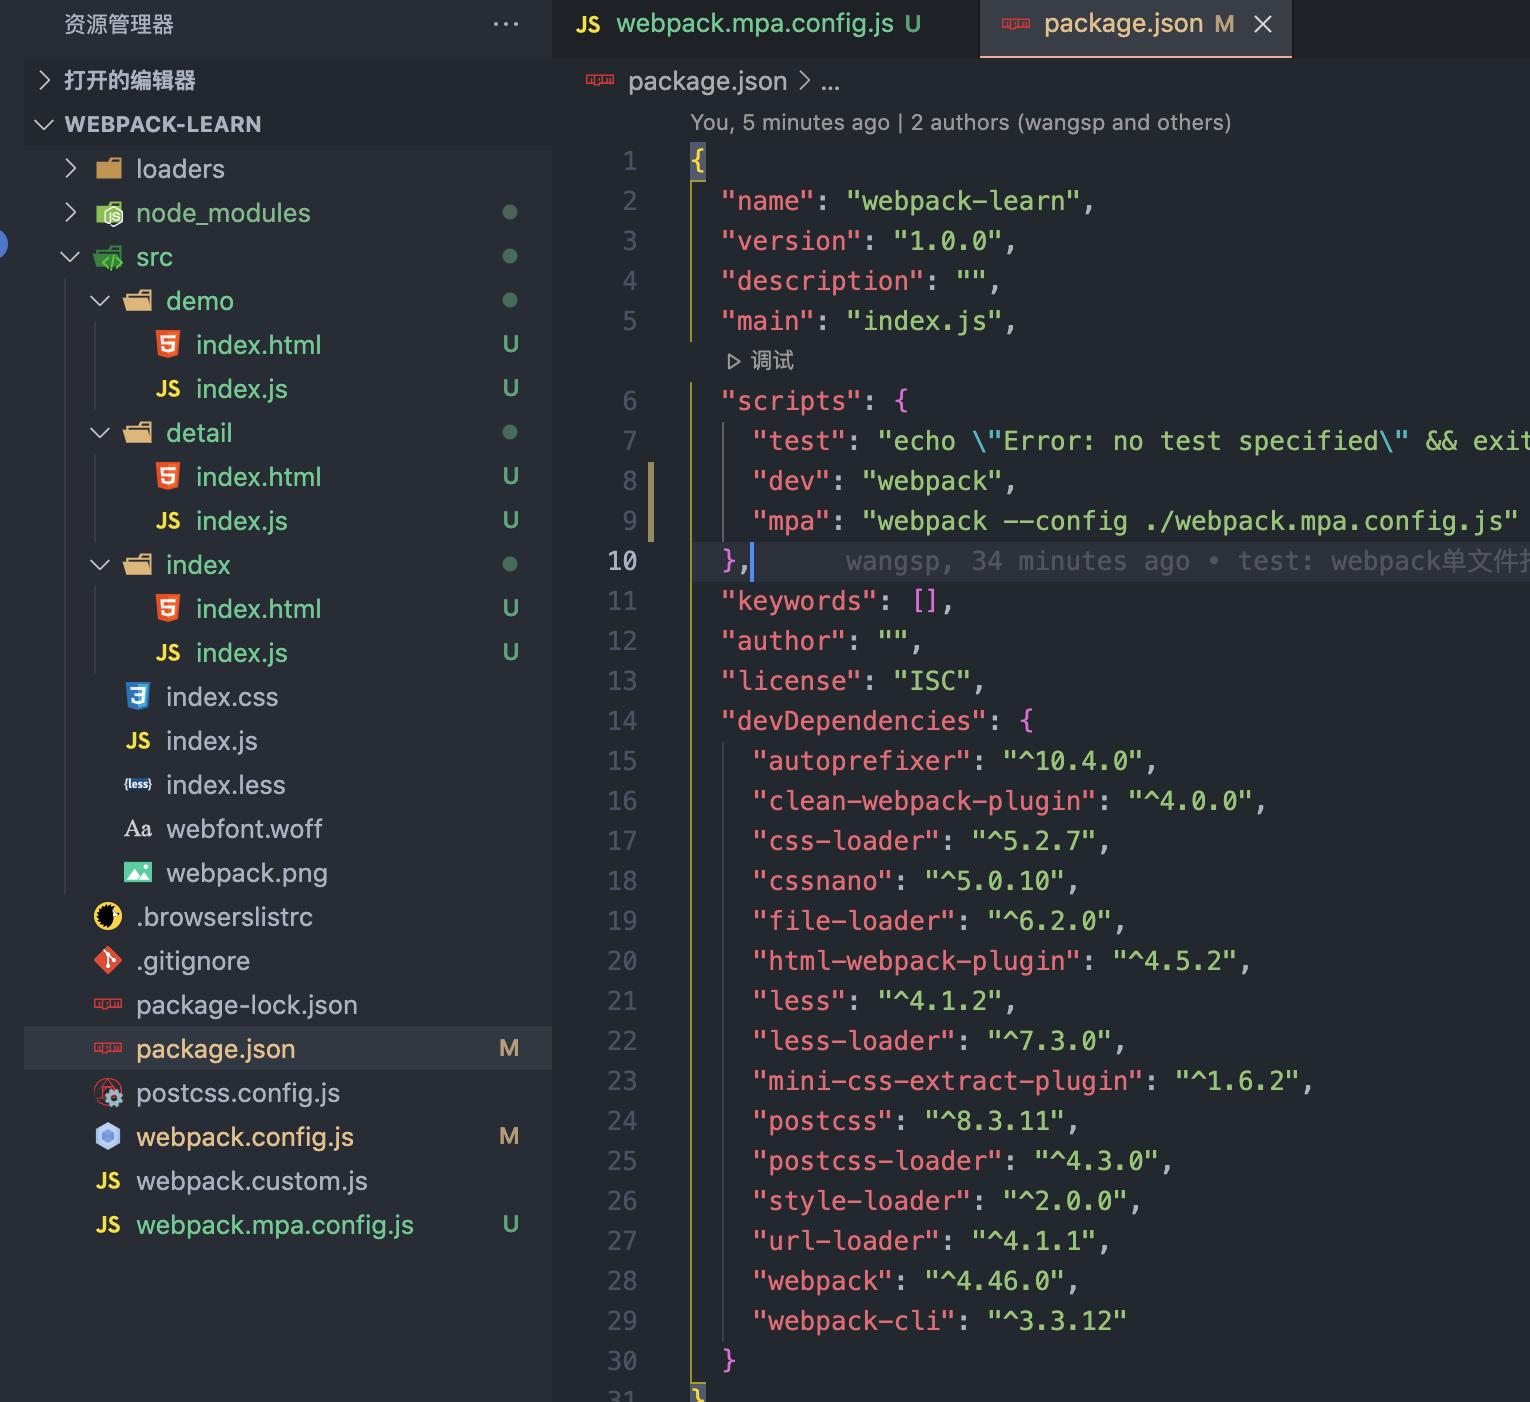 资源管理器
打开的编辑器
WEBPACK-LEARN
loaders
node_modules
src
demo
index.html U
JS index.js U
detail
index.html U
JS index.js U
index
index.html U
JS index.js U
index.css
JS index.js
{less} index.less
Aa webfont.woff
webpack.png
.browserslistrc
.gitignore
package-lock.json
package.json M
postcss.config.js
webpack.config.js M
JS webpack.custom.js
JS webpack.mpa.config.js U
JS webpack.mpa.config.js U
package.json M
package.json > ...
You, 5 minutes ago | 2 authors (wangsp and others)
1 {
2 "name": "webpack-learn",
3 "version": "1.0.0",
4 "description": "",
5 "main": "index.js",
调试
6 "scripts": {
7 "test": "echo \"Error: no test specified\" && exit
8 "dev": "webpack",
9 "mpa": "webpack --config ./webpack.mpa.config.js"
10 }, wangsp, 34 minutes ago • test: webpack单文件
11 "keywords": [],
12 "author": "",
13 "license": "ISC",
14 "devDependencies": {
15 "autoprefixer": "^10.4.0",
16 "clean-webpack-plugin": "^4.0.0",
17 "css-loader": "^5.2.7",
18 "cssnano": "^5.0.10",
19 "file-loader": "^6.2.0",
20 "html-webpack-plugin": "^4.5.2",
21 "less": "^4.1.2",
22 "less-loader": "^7.3.0",
23 "mini-css-extract-plugin": "^1.6.2",
24 "postcss": "^8.3.11",
25 "postcss-loader": "^4.3.0",
26 "style-loader": "^2.0.0",
27 "url-loader": "^4.1.1",
28 "webpack": "^4.46.0",
29 "webpack-cli": "^3.3.12"
30 }
31 }